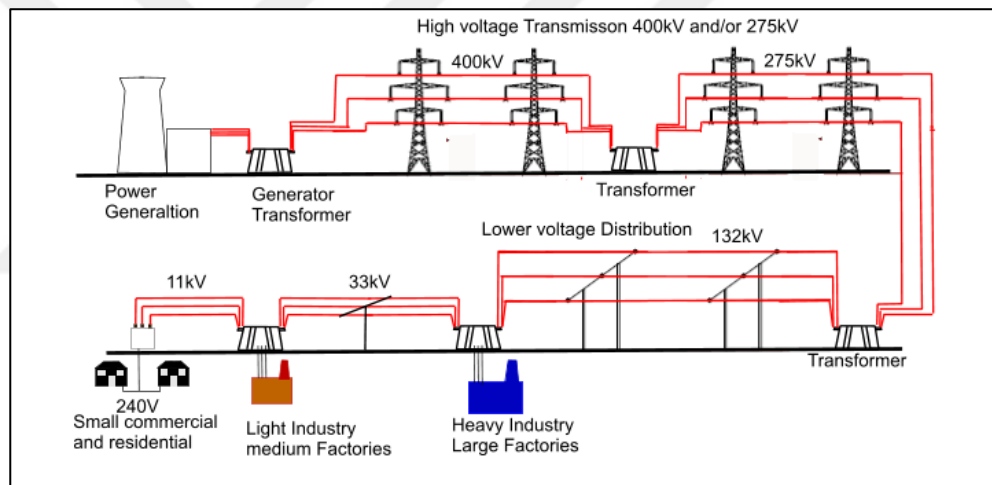 High voltage Transmisson 400kV and/or 275kV
400kV
275kV
Power
Generaltion
Generator
Transformer
Transformer
Lower voltage Distribution
132kV
11kV
33kV
Transformer
240V
Small commercial
and residential
Light Industry
medium Factories
Heavy Industry
Large Factories